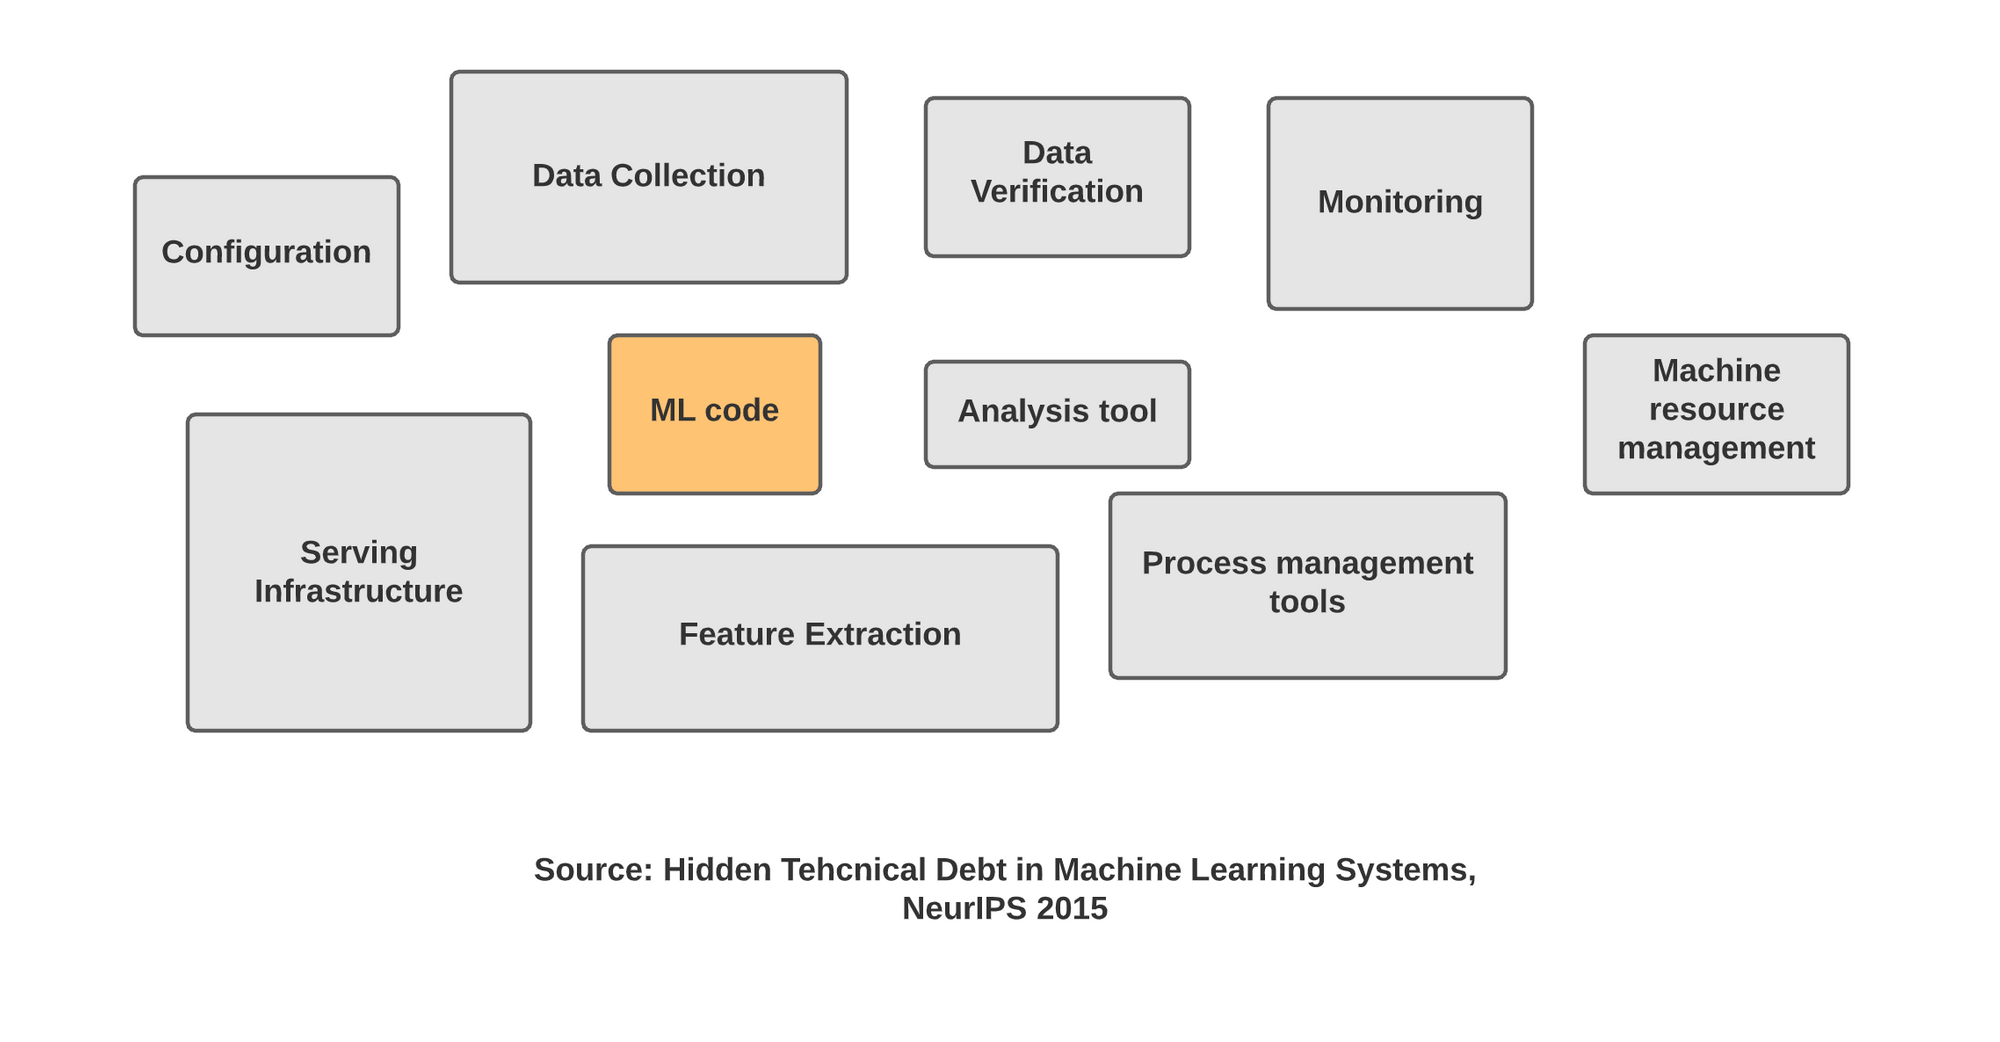 Data Collection
Data
Verification
Monitoring
Configuration
ML code
Analysis tool
Machine
resource
management
Serving
Infrastructure
Feature Extraction
Process management
tools
Source: Hidden Tehcnical Debt in Machine Learning Systems,
NeurIPS 2015